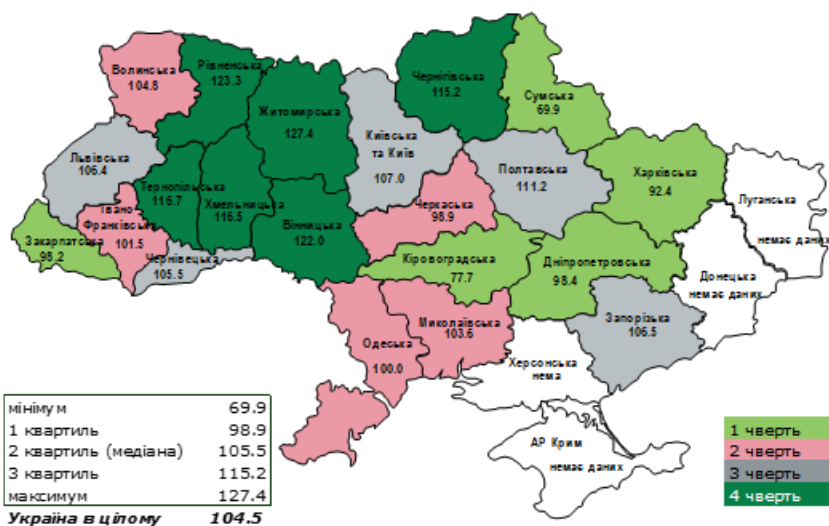 Волинська
104.8
Рівненська
123.3
Житомирська
127.4
Київська
та Київ
107.0
Чернігівська
115.2
Сумська
69.9
Львівська
106.4
Тернопільська
116.7
Хмельницька
116.5
Вінницька
122.0
Черкаська
98.9
Полтавська
111.2
Харківська
92.4
Луганська
немає даних
Закарпатська
98.2
Івано
Франківська
101.5
Чернівецька
105.5
Кіровоградська
77.7
Дніпропетровська
98.4
Донецька
немає даних
Одеська
100.0
Миколаївська
103.6
Запорізька
106.5
Херсонська
нема
АР Крим
немає даних
мінімум 69.9
1 квартиль 98.9
2 квартиль (медіана) 105.5
3 квартиль 115.2
максимум 127.4
Україна в цілому 104.5
1 чверть
2 чверть
3 чверть
4 чверть